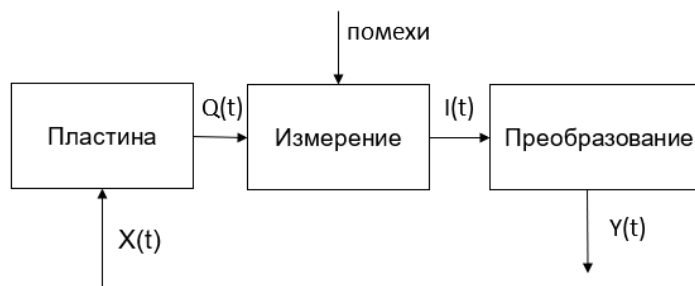 помехи
Пластина
Q(t)
Измерение
I(t)
Преобразование
X(t)
Y(t)